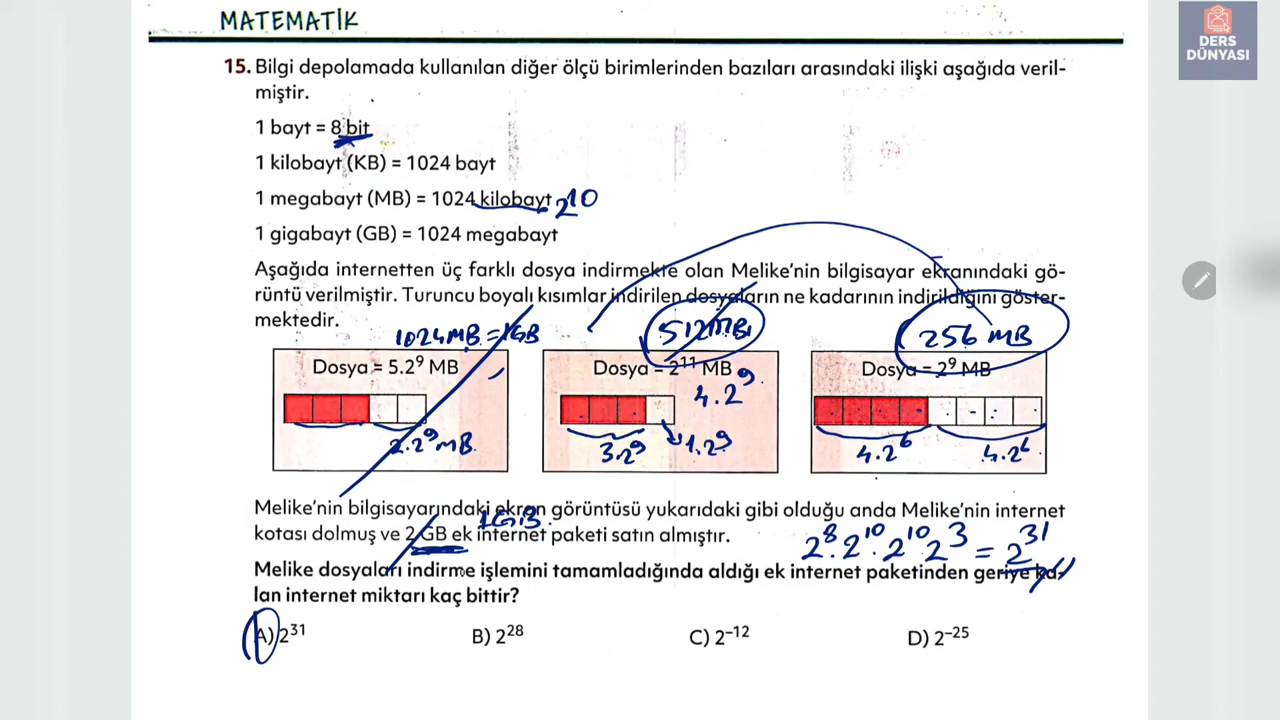 MATEMATİK
DERS
DÜNYASI
15. Bilgi depolamada kullanılan diğer ölçü birimlerinden bazıları arasındaki ilişki aşağıda veril-
miştir.
1 bayt = 8 bit
1 kilobayt (KB) = 1024 bayt
1 megabayt (MB) = 1024 kilobayt 2¹⁰
1 gigabayt (GB) = 1024 megabayt
Aşağıda internetten üç farklı dosya indirmekte olan Melike'nin bilgisayar ekranındaki gö-
rüntü verilmiştir. Turuncu boyalı kısımlar indirilen dosyaların ne kadarının indirildiğini göster-
mektedir.
1024 MB = 1GB
512 MB
256 MB
Dosya = 5.2⁹ MB
Dosya = 2¹¹ MB
Dosya = 2⁹ MB
4.2⁹
2.2⁹ MB
3.2⁹
1.2⁹
4.2⁶
4.2⁶
Melike'nin bilgisayarındaki ekran görüntüsü yukarıdaki gibi olduğu anda Melike'nin internet
1GB
kotası dolmuş ve 2 GB ek internet paketi satın almıştır.
2⁸.2¹⁰.2¹⁰.2³ = 2³¹
Melike dosyaları indirme işlemini tamamladığında aldığı ek internet paketinden geriye ka-
lan internet miktarı kaç bittir?
A) 2³¹
B) 2²⁸
C) 2⁻¹²
D) 2⁻²⁵